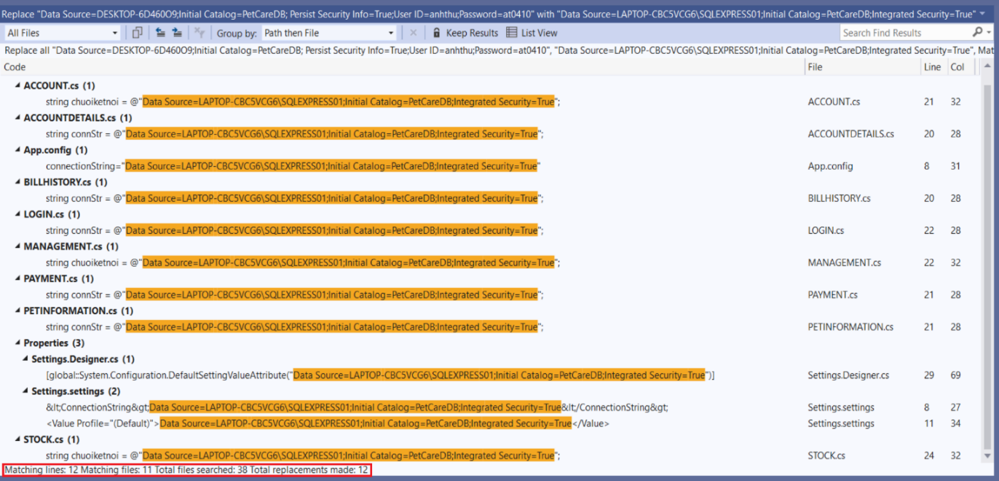 Replace "Data Source=DESKTOP-6D460O9;Initial Catalog=PetCareDB; Persist Security Info=True;User ID=anhthu;Password=at0410" with "Data Source=LAPTOP-CBC5VCG6\SQLEXPRESS01;Initial Catalog=PetCareDB;Integrated Security=True"
All Files Group by: Path then File Keep Results List View Search Find Results
Replace all "Data Source=DESKTOP-6D460O9;Initial Catalog=PetCareDB; Persist Security Info=True;User ID=anhthu;Password=at0410", "Data Source=LAPTOP-CBC5VCG6\SQLEXPRESS01;Initial Catalog=PetCareDB;Integrated Security=True", Mat
Code File Line Col
ACCOUNT.cs (1)
string chuoiketnoi = @"Data Source=LAPTOP-CBC5VCG6\SQLEXPRESS01;Initial Catalog=PetCareDB;Integrated Security=True"; ACCOUNT.cs 21 32
ACCOUNTDETAILS.cs (1)
string connStr = @"Data Source=LAPTOP-CBC5VCG6\SQLEXPRESS01;Initial Catalog=PetCareDB;Integrated Security=True"; ACCOUNTDETAILS.cs 20 28
App.config (1)
connectionString="Data Source=LAPTOP-CBC5VCG6\SQLEXPRESS01;Initial Catalog=PetCareDB;Integrated Security=True" App.config 8 31
BILLHISTORY.cs (1)
string connStr = @"Data Source=LAPTOP-CBC5VCG6\SQLEXPRESS01;Initial Catalog=PetCareDB;Integrated Security=True"; BILLHISTORY.cs 20 28
LOGIN.cs (1)
string connStr = @"Data Source=LAPTOP-CBC5VCG6\SQLEXPRESS01;Initial Catalog=PetCareDB;Integrated Security=True"; LOGIN.cs 22 28
MANAGEMENT.cs (1)
string chuoiketnoi = @"Data Source=LAPTOP-CBC5VCG6\SQLEXPRESS01;Initial Catalog=PetCareDB;Integrated Security=True"; MANAGEMENT.cs 22 32
PAYMENT.cs (1)
string connStr = @"Data Source=LAPTOP-CBC5VCG6\SQLEXPRESS01;Initial Catalog=PetCareDB;Integrated Security=True"; PAYMENT.cs 21 28
PETINFORMATION.cs (1)
string connStr = @"Data Source=LAPTOP-CBC5VCG6\SQLEXPRESS01;Initial Catalog=PetCareDB;Integrated Security=True"; PETINFORMATION.cs 21 28
Properties (3)
Settings.Designer.cs (1)
[global::System.Configuration.DefaultSettingValueAttribute("Data Source=LAPTOP-CBC5VCG6\SQLEXPRESS01;Initial Catalog=PetCareDB;Integrated Security=True")] Settings.Designer.cs 29 69
Settings.settings (2)
&lt;ConnectionString&gt;Data Source=LAPTOP-CBC5VCG6\SQLEXPRESS01;Initial Catalog=PetCareDB;Integrated Security=True&lt;/ConnectionString&gt; Settings.settings 8 27
<Value Profile="(Default)">Data Source=LAPTOP-CBC5VCG6\SQLEXPRESS01;Initial Catalog=PetCareDB;Integrated Security=True</Value> Settings.settings 11 34
STOCK.cs (1)
string chuoiketnoi = @"Data Source=LAPTOP-CBC5VCG6\SQLEXPRESS01;Initial Catalog=PetCareDB;Integrated Security=True"; STOCK.cs 24 32
Matching lines: 12 Matching files: 11 Total files searched: 38 Total replacements made: 12